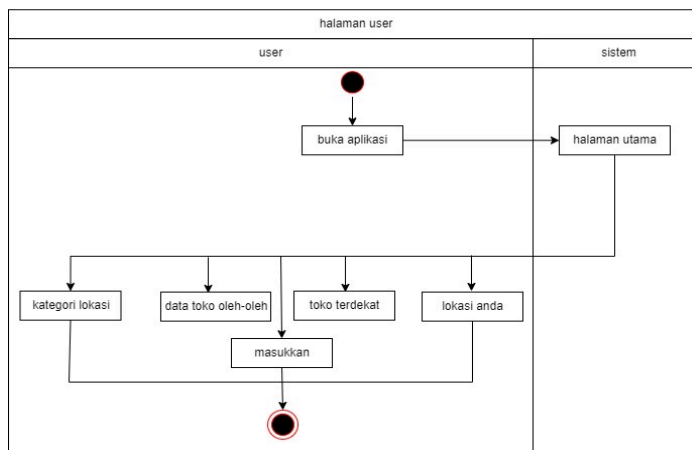 halaman user
user
sistem
buka aplikasi
halaman utama
kategori lokasi
data toko oleh-oleh
toko terdekat
lokasi anda
masukkan